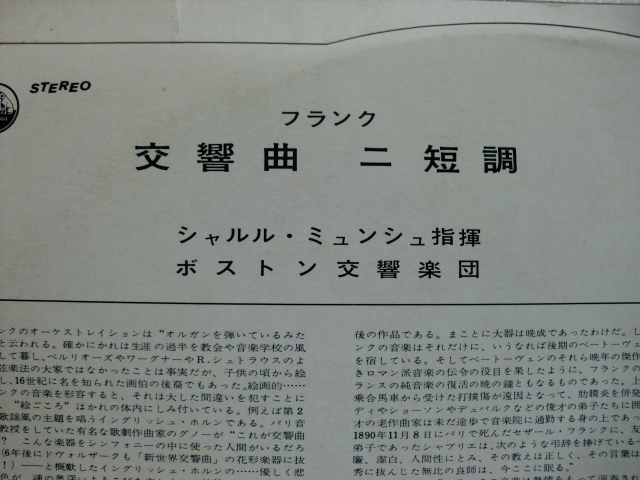 STEREO
フランク
交響曲 ニ短調
シャルル・ミュンシュ指揮
ボストン交響楽団
ンクのオーケストレイションは“オルガンを弾いているみた
と云われる。確かにかれは生涯の過半を教会や音楽学校の風
して暮し、ベルリオーズやワーグナーやR.シュトラウスのよ
弦楽法の大家ではなかったことは事実だが、子供の頃から絵
し、16世紀に名を知られた画伯の後裔でもあった。絵画的……
ンクの音楽を形容すると、それは大した間違いを犯すことに
“絵ごころ”はかれの体内にしみ付いている。例えば第2
歌謡風の主題を唱うイングリッシュ・ホルンである。パリ音
教授をしていた有名な歌劇作曲家のグノーが“これが交響曲
? こんな楽器をシンフォニーの中に使った人間がいるだろ
(6年後にドヴォルザークも「新世界交響曲」の花形楽器に抜
!)――と概歎したイングリッシュ・ホルンの……優しく悲
後の作品である。まことに大器は晩成であったわけだ。し
ンクの音楽はそれだけに、いうなれば後期のベートーヴェ
を宿している。そしてベートーヴェンのそれら晩年の傑作
きロマン派音楽の伝令の役目を果したように、フランクの
ランスの純音楽の復活の暁の鐘ともなるものであった。上
乗合馬車から受けた打撲傷が遠因となって、肋膜炎を併発
ディやショーソンやデュパルクなどの俊才の弟子たちに囲
才の老作曲家は未だ途歩で音楽院に通勤する身の上であっ
1890年11月8日にパリで死んだセザール・フランクに、友
弟子であったシャブリエは、次のような弔辞を捧げている
廉、潔白、人間性にとみ、その教えは正しく、その言葉は
秀に抜んじた無比の良師は、今ここに眠る。”